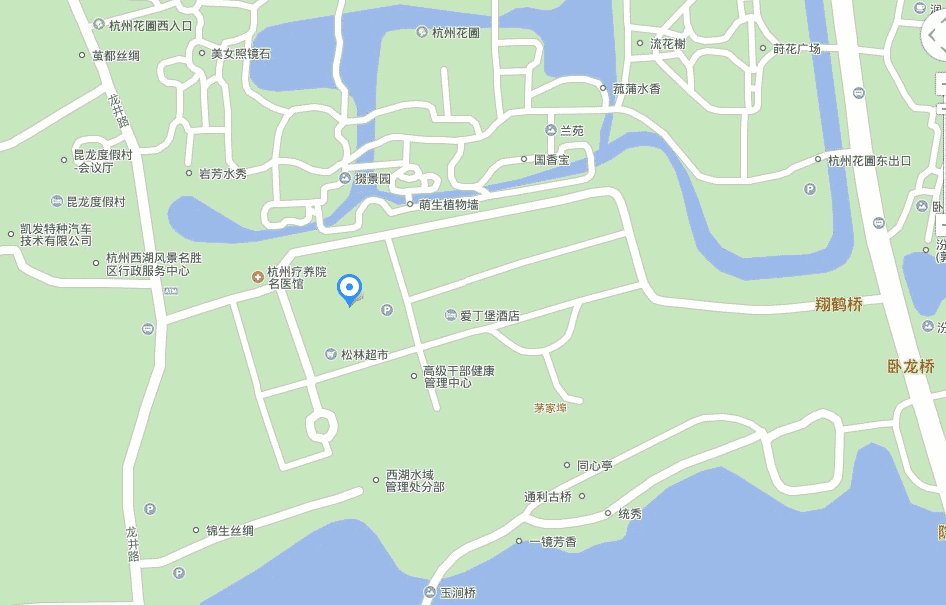 杭州花圃西入口
杭州花圃
流花榭
莳花广场
茧都丝绸
美女照镜石
菰蒲水香
龙井路
兰苑
昆龙度假村
-会议厅
国香宝
杭州花圃东出口
岩芳水秀
掇景园
昆龙度假村
萌生植物墙
卧
凯发特种汽车
技术有限公司
杭州西湖风景名胜
区行政服务中心
杭州疗养院
名医馆
ATM
翔鹤桥
爱丁堡酒店
松林超市
卧龙桥
高级干部健康
管理中心
茅家埠
同心亭
西湖水域
管理处分部
通利古桥
统秀
龙井路
锦生丝绸
一镜芳香
玉涧桥